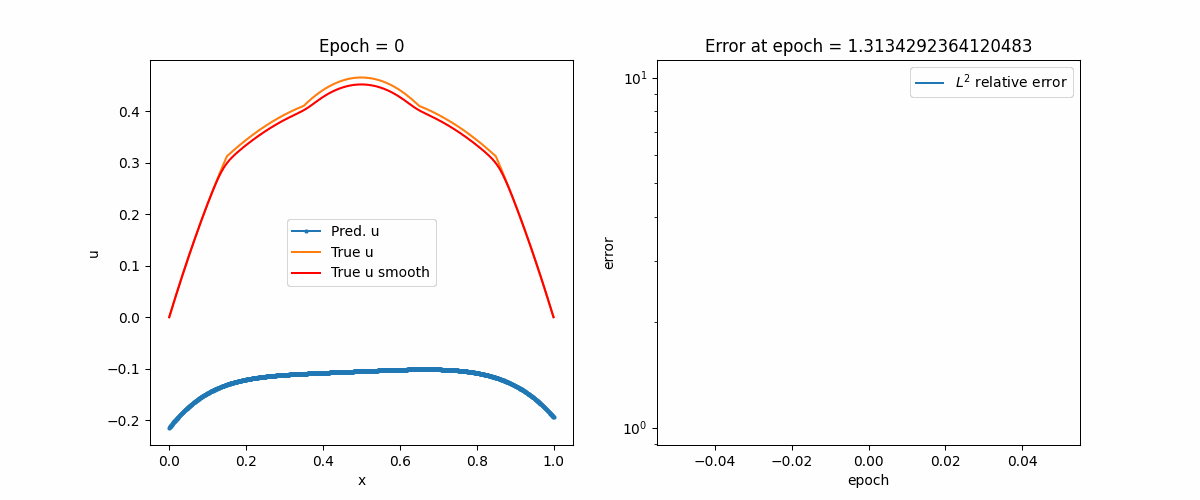 Epoch = 0
0.4
0.3
0.2
0.1
0.0
−0.1
−0.2
u
Pred. u
True u
True u smooth
0.0 0.2 0.4 0.6 0.8 1.0
x
Error at epoch = 1.3134292364120483
10¹
10⁰
error
L² relative error
−0.04 −0.02 0.00 0.02 0.04
epoch